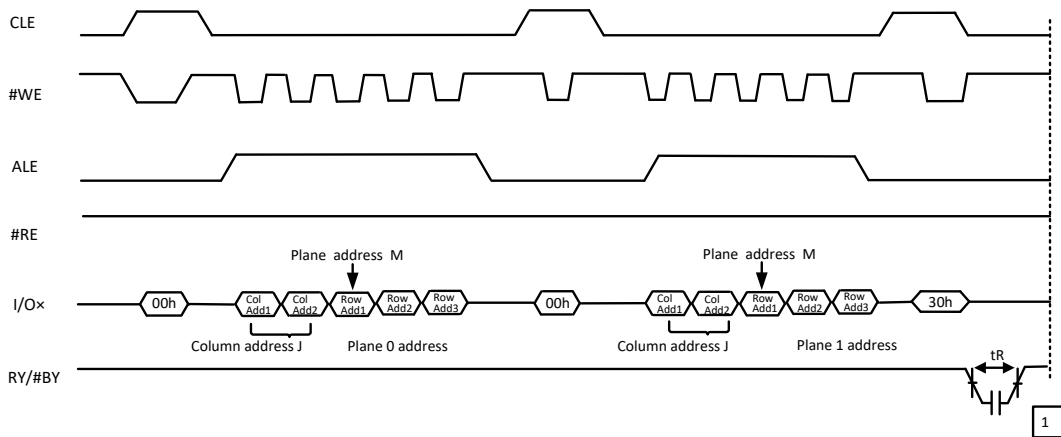 CLE
#WE
ALE
#RE
Plane address M
Plane address M
I/O×
00h
Col Add1
Col Add2
Row Add1
Row Add2
Row Add3
00h
Col Add1
Col Add2
Row Add1
Row Add2
Row Add3
30h
Column address J
Plane 0 address
Column address J
Plane 1 address
tR
RY/#BY
1